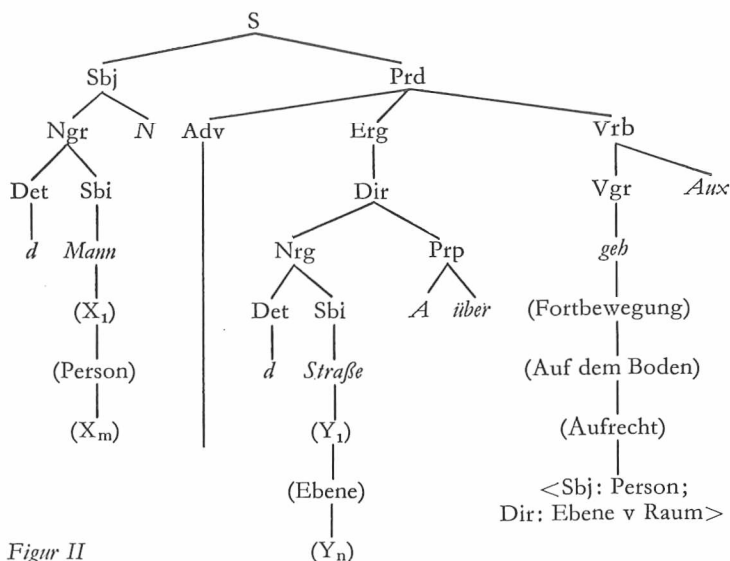 S
Sbj Prd
Ngr N Adv Erg Vrb
Det Sbi Dir Vgr Aux
d Mann Nrg Prp geh
(X₁) Det Sbi A über (Fortbewegung)
(Person) d Straße (Auf dem Boden)
(Xₘ) (Y₁) (Aufrecht)
(Ebene) <Sbj: Person;
Dir: Ebene v Raum>
Figur II (Yₙ)